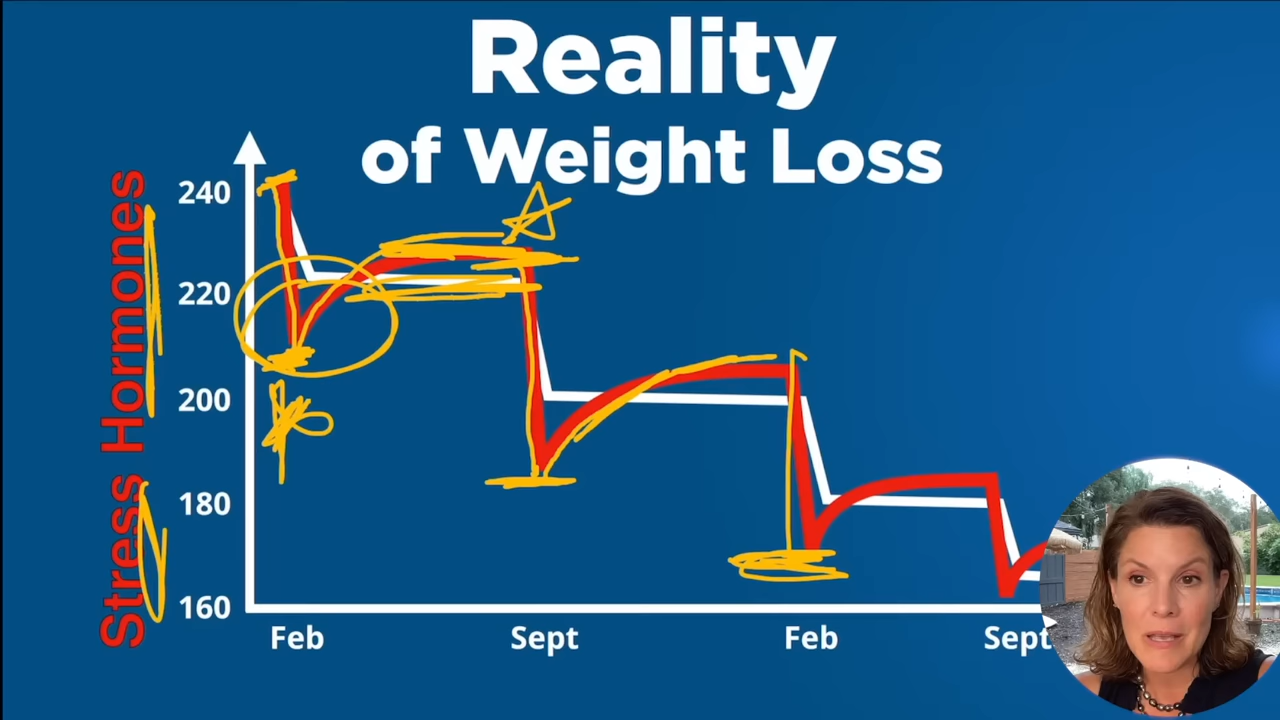 Reality
of Weight Loss
Stress Hormones
240
220
200
180
160
Feb
Sept
Feb
Sept